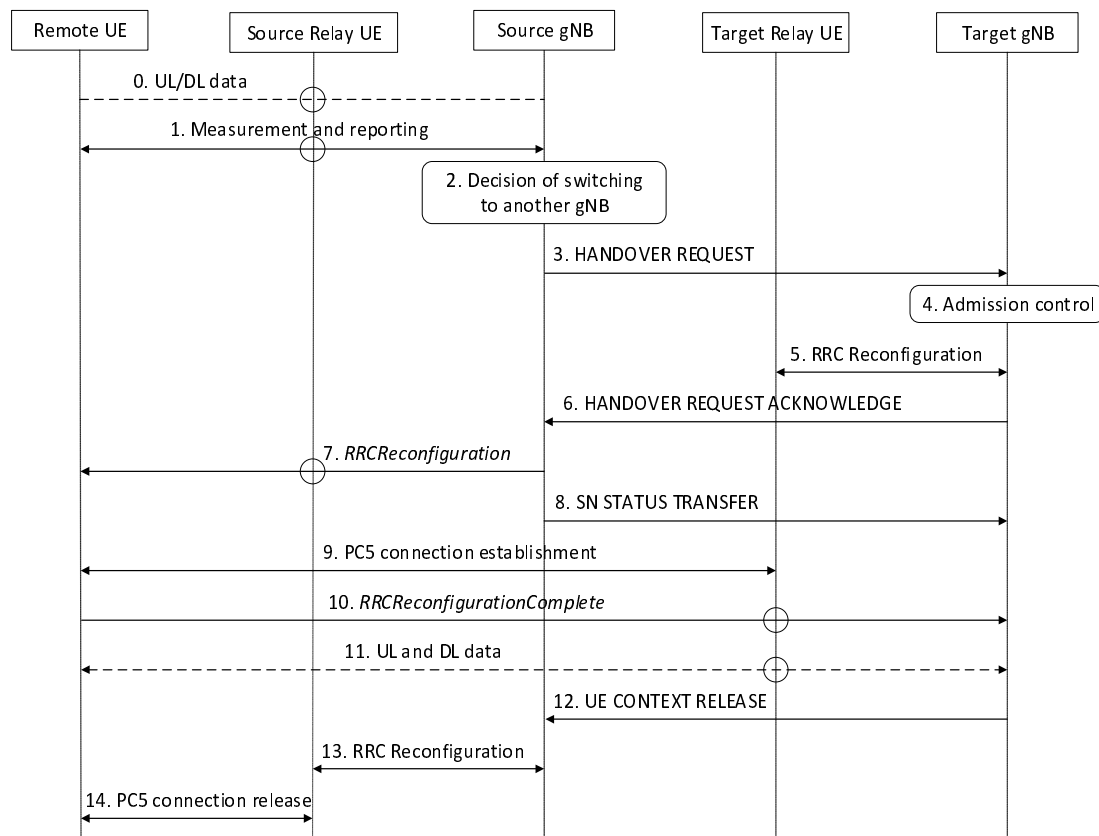 Remote UE
Source Relay UE
Source gNB
Target Relay UE
Target gNB
0. UL/DL data
1. Measurement and reporting
2. Decision of switching
to another gNB
3. HANDOVER REQUEST
4. Admission control
5. RRC Reconfiguration
6. HANDOVER REQUEST ACKNOWLEDGE
7. RRCReconfiguration
8. SN STATUS TRANSFER
9. PC5 connection establishment
10. RRCReconfigurationComplete
11. UL and DL data
12. UE CONTEXT RELEASE
13. RRC Reconfiguration
14. PC5 connection release